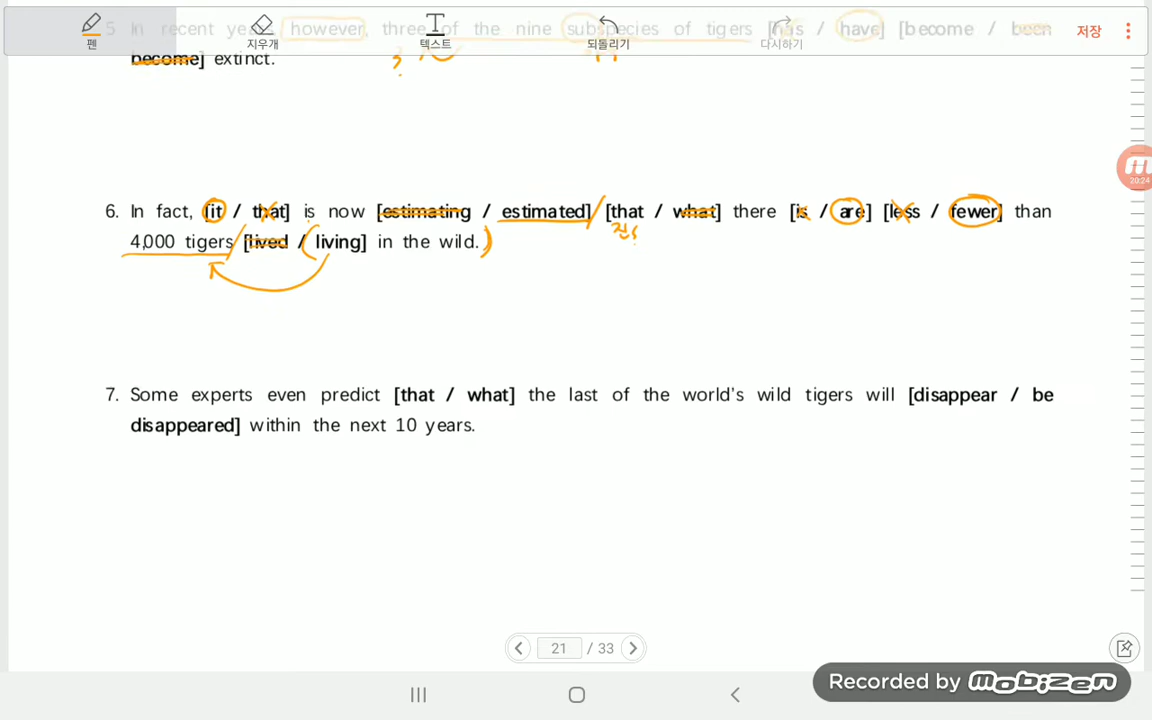 5 In recent years, however, three of the nine subspecies of tigers [has / have] [become / been
펜
지우개
텍스트
되돌리기
다시하기
저장
become] extinct.
20:24
6. In fact, [it / that] is now [estimating / estimated] [that / what] there [is / are] [less / fewer] than
진S
4,000 tigers [lived / living] in the wild.
7. Some experts even predict [that / what] the last of the world's wild tigers will [disappear / be
disappeared] within the next 10 years.
21 / 33
Recorded by mobizen